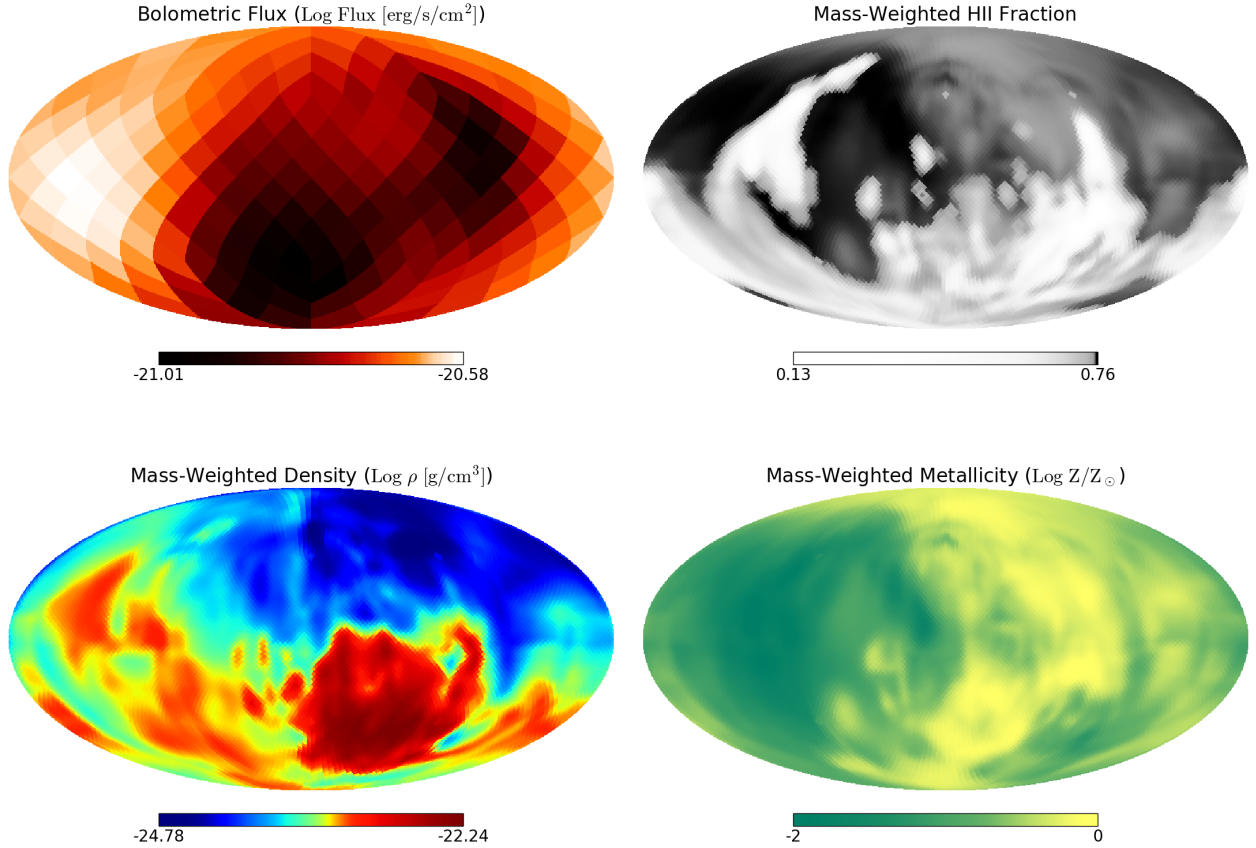 Bolometric Flux (Log Flux [erg/s/cm²])
Mass-Weighted HII Fraction
-21.01 -20.58
0.13 0.76
Mass-Weighted Density (Log ρ [g/cm³])
Mass-Weighted Metallicity (Log Z/Z☉)
-24.78 -22.24
-2 0